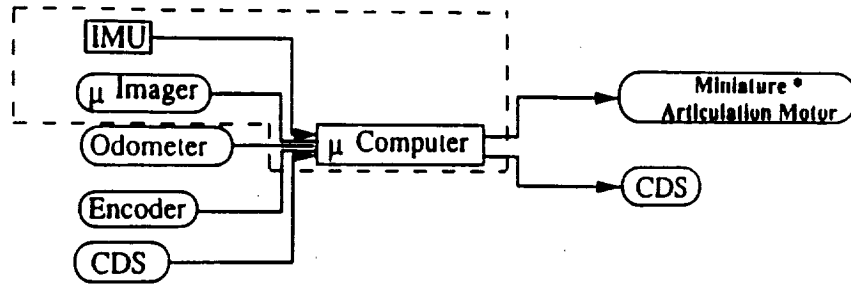 IMU
μ Imager
Odometer
Encoder
CDS
μ Computer
Miniature *
Articulation Motor
CDS